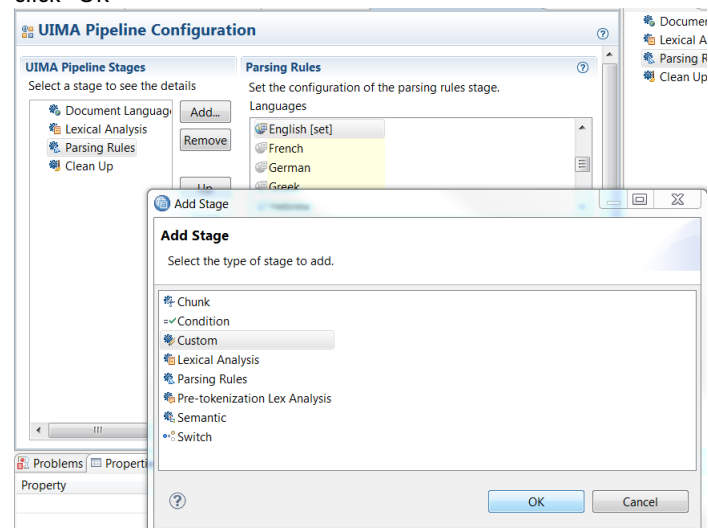 click "OK"
UIMA Pipeline Configuration
UIMA Pipeline Stages
Select a stage to see the details
Document Languag
Lexical Analysis
Parsing Rules
Clean Up
Add...
Remove
Up
Parsing Rules
Set the configuration of the parsing rules stage.
Languages
English [set]
French
German
Greek
Hebrew
Documen
Lexical A
Parsing R
Clean Up
Add Stage
Add Stage
Select the type of stage to add.
Chunk
Condition
Custom
Lexical Analysis
Parsing Rules
Pre-tokenization Lex Analysis
Semantic
Switch
Problems
Properti
Property
OK
Cancel